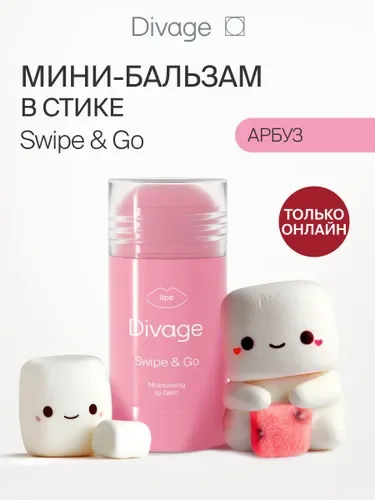 Divage
МИНИ-БАЛЬЗАМ
В СТИКЕ
Swipe & Go
АРБУЗ
ТОЛЬКО
ОНЛАЙН
lips
Divage
Swipe & Go
Moisturizing
lip balm